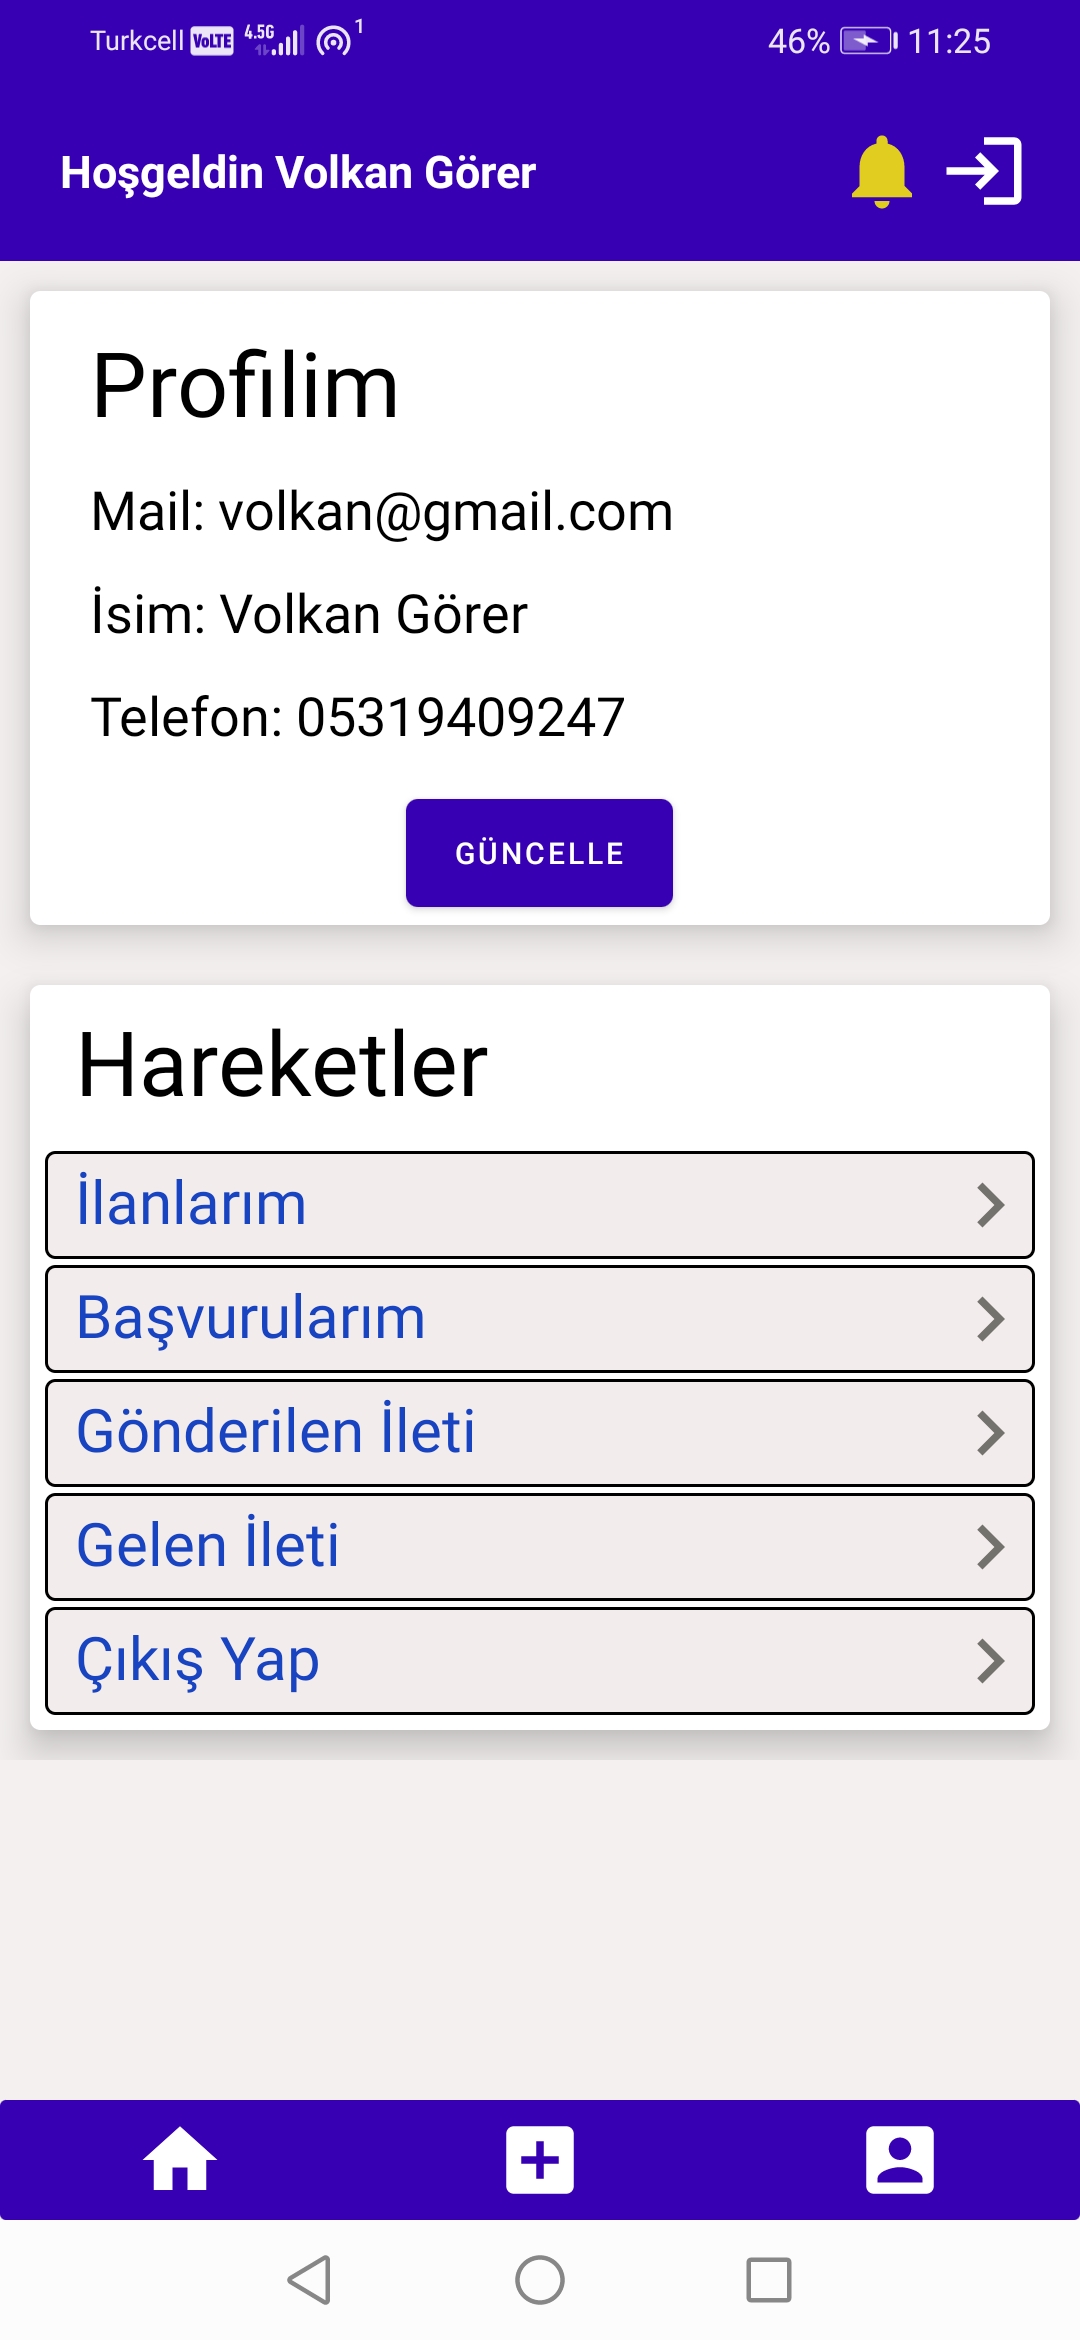 Turkcell VoLTE 4.5G 1 46% 11:25
Hoşgeldin Volkan Görer
Profilim
Mail: volkan@gmail.com
İsim: Volkan Görer
Telefon: 05319409247
GÜNCELLE
Hareketler
İlanlarım
Başvurularım
Gönderilen İleti
Gelen İleti
Çıkış Yap